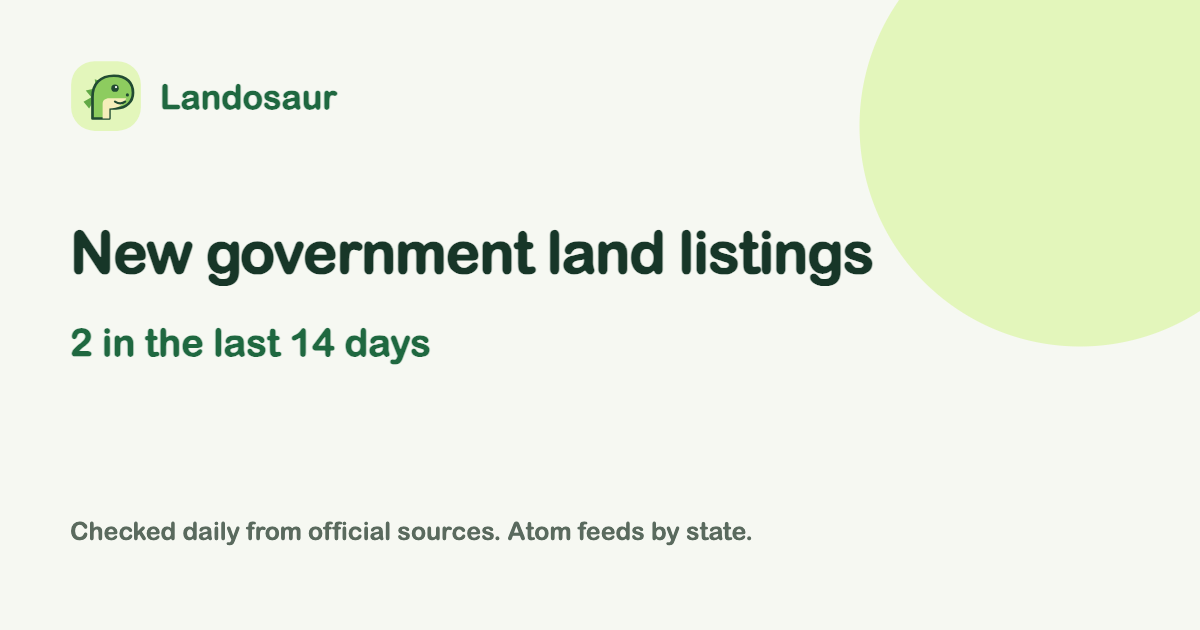 Landosaur
New government land listings
2 in the last 14 days
Checked daily from official sources. Atom feeds by state.